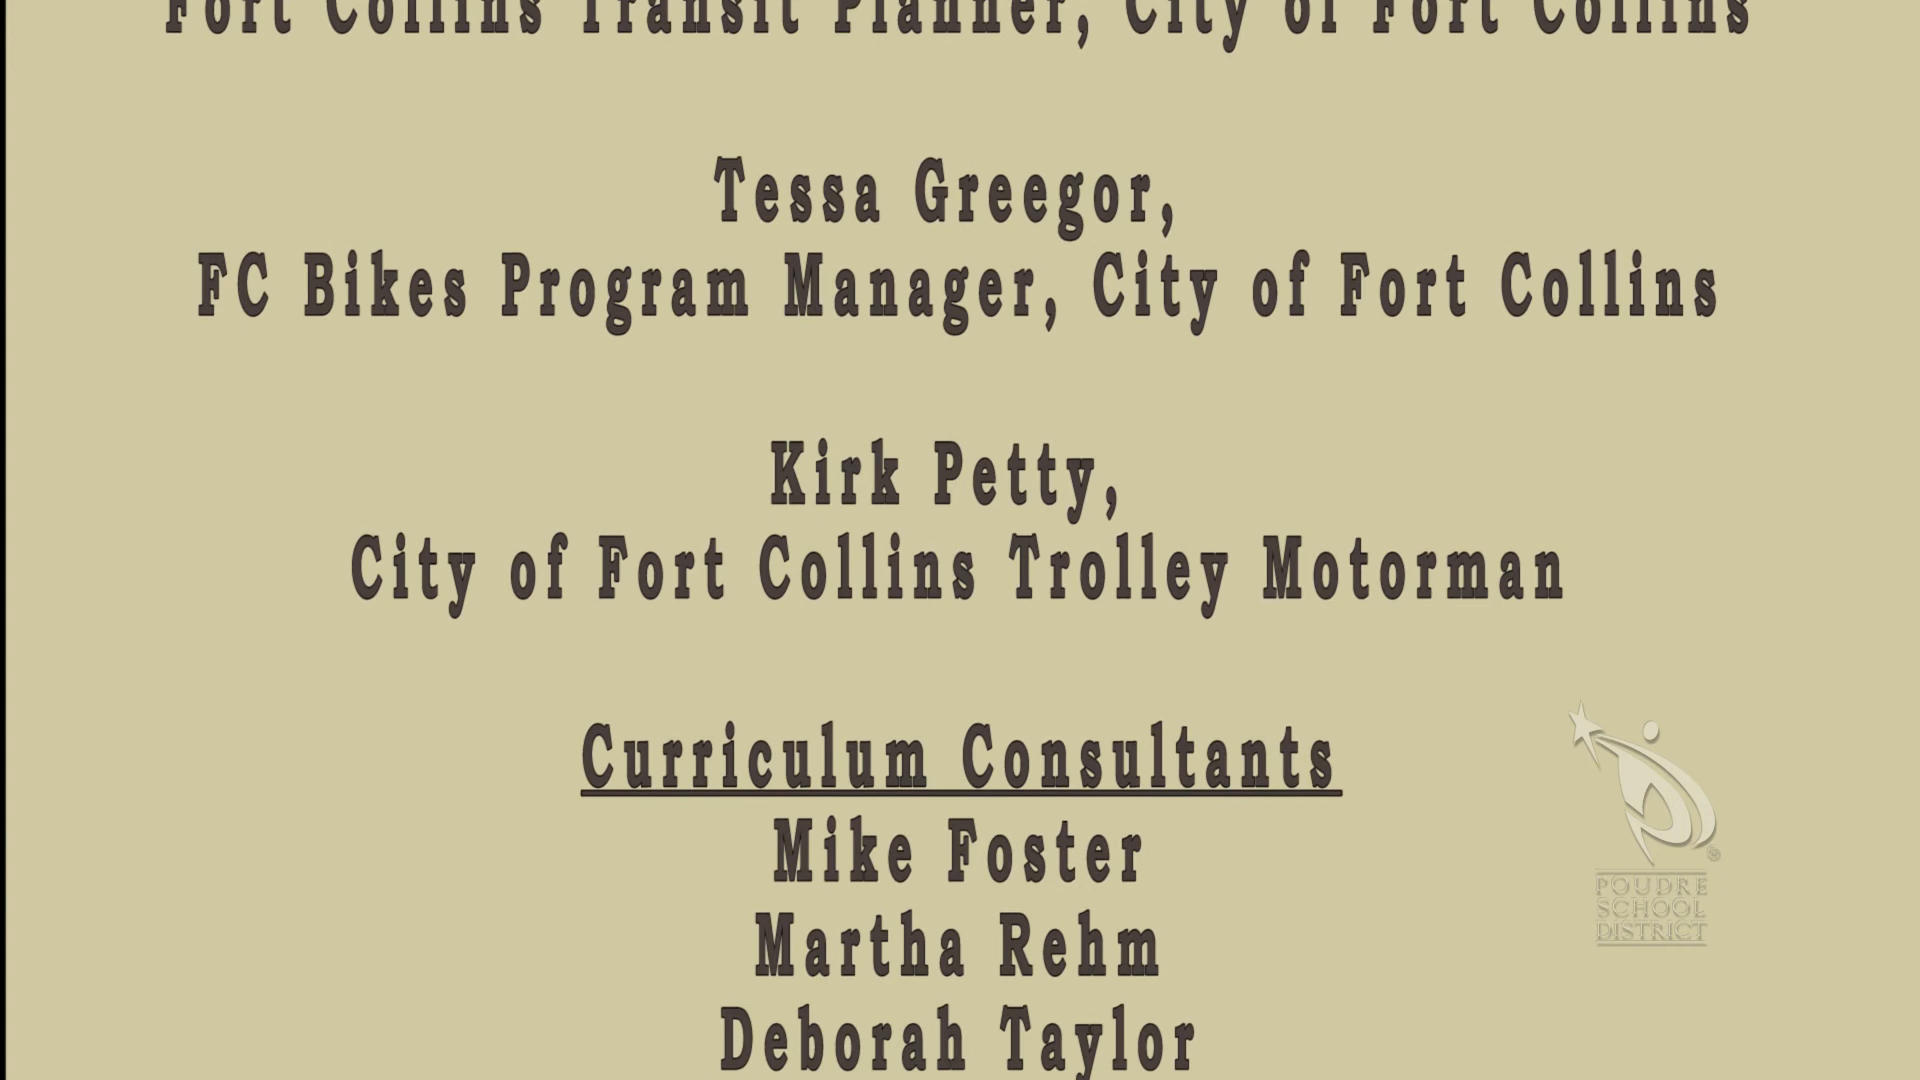 Fort Collins Transit Planner, City of Fort Collins
Tessa Greegor,
FC Bikes Program Manager, City of Fort Collins
Kirk Petty,
City of Fort Collins Trolley Motorman
Curriculum Consultants
Mike Foster
Martha Rehm
Deborah Taylor
POUDRE
SCHOOL
DISTRICT